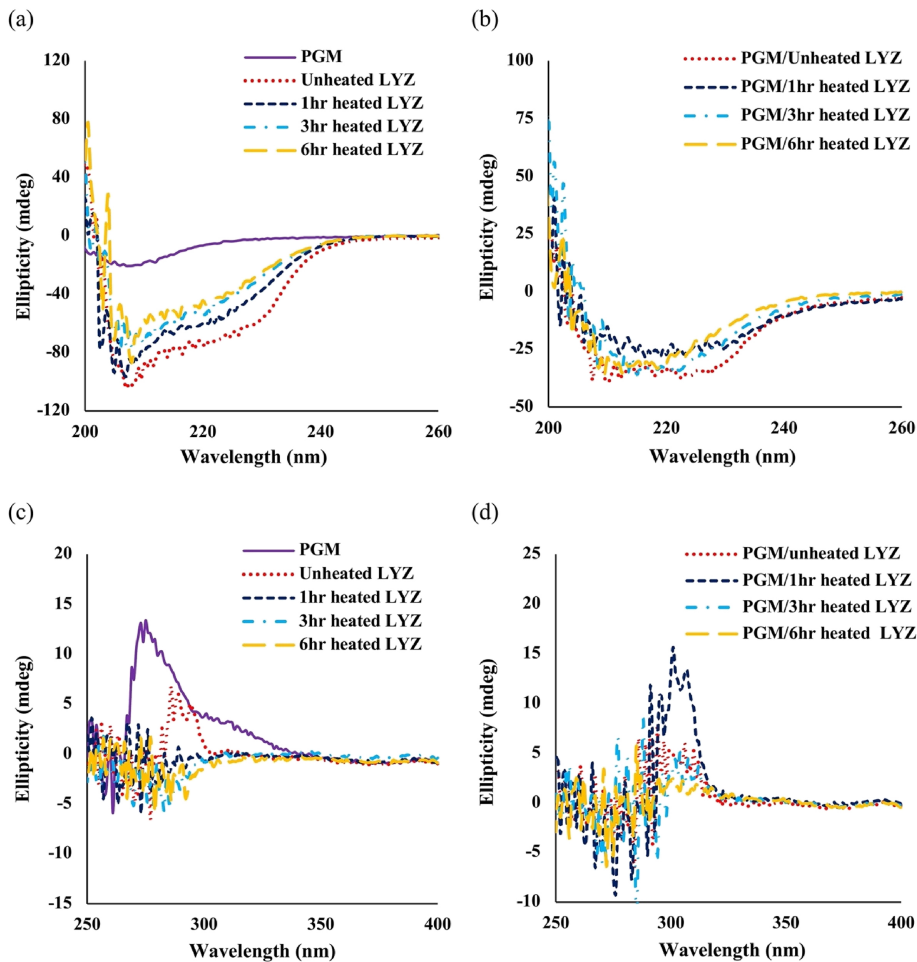 (a)
PGM
Unheated LYZ
1hr heated LYZ
3hr heated LYZ
6hr heated LYZ
120
80
40
0
-40
-80
-120
200
220
240
260
Ellipticity (mdeg)
Wavelength (nm)
(b)
PGM/Unheated LYZ
PGM/1hr heated LYZ
PGM/3hr heated LYZ
PGM/6hr heated LYZ
100
75
50
25
0
-25
-50
200
220
240
260
Ellipticity (mdeg)
Wavelength (nm)
(c)
PGM
Unheated LYZ
1hr heated LYZ
3hr heated LYZ
6hr heated LYZ
20
15
10
5
0
-5
-10
-15
250
300
350
400
Ellipticity (mdeg)
Wavelength (nm)
(d)
PGM/unheated LYZ
PGM/1hr heated LYZ
PGM/3hr heated LYZ
PGM/6hr heated LYZ
25
20
15
10
5
0
-5
-10
250
300
350
400
Ellipticity (mdeg)
Wavelength (nm)